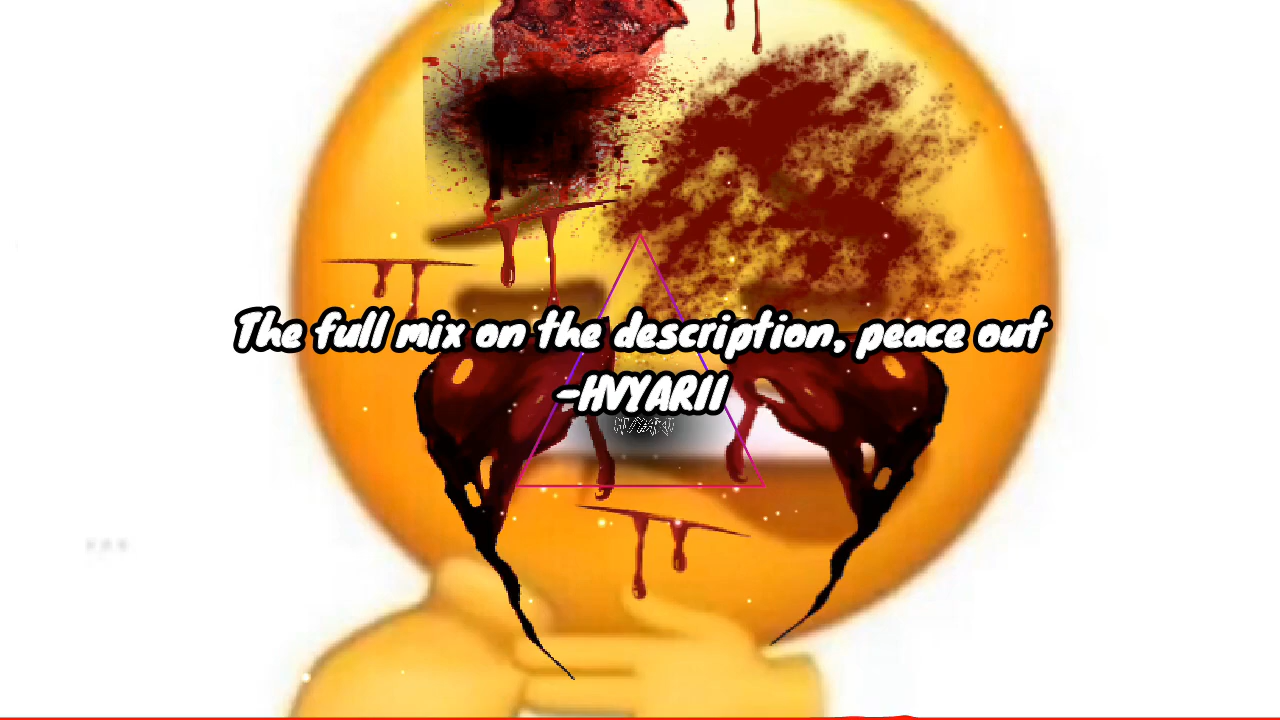 The full mix on the description, peace out
-HVYARII